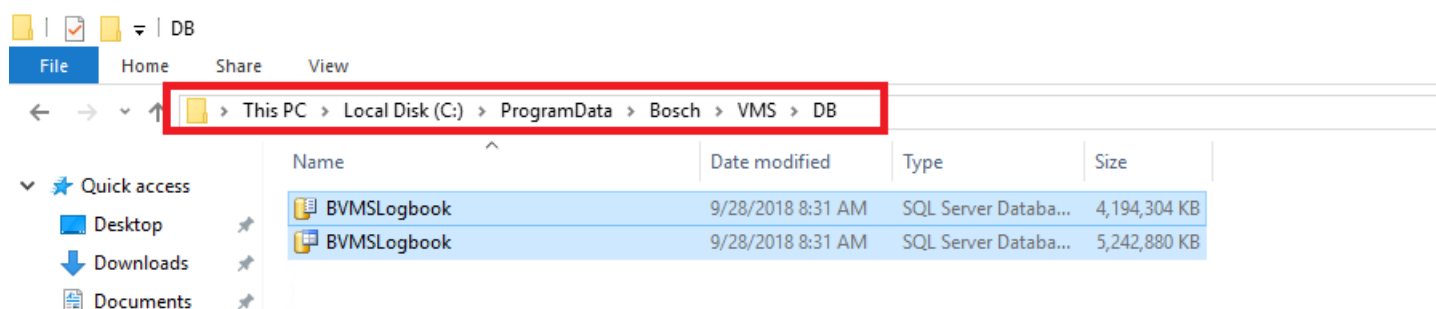 DB
File Home Share View
This PC > Local Disk (C:) > ProgramData > Bosch > VMS > DB
Name Date modified Type Size
Quick access
BVMSLogbook 9/28/2018 8:31 AM SQL Server Databa... 4,194,304 KB
Desktop
BVMSLogbook 9/28/2018 8:31 AM SQL Server Databa... 5,242,880 KB
Downloads
Documents